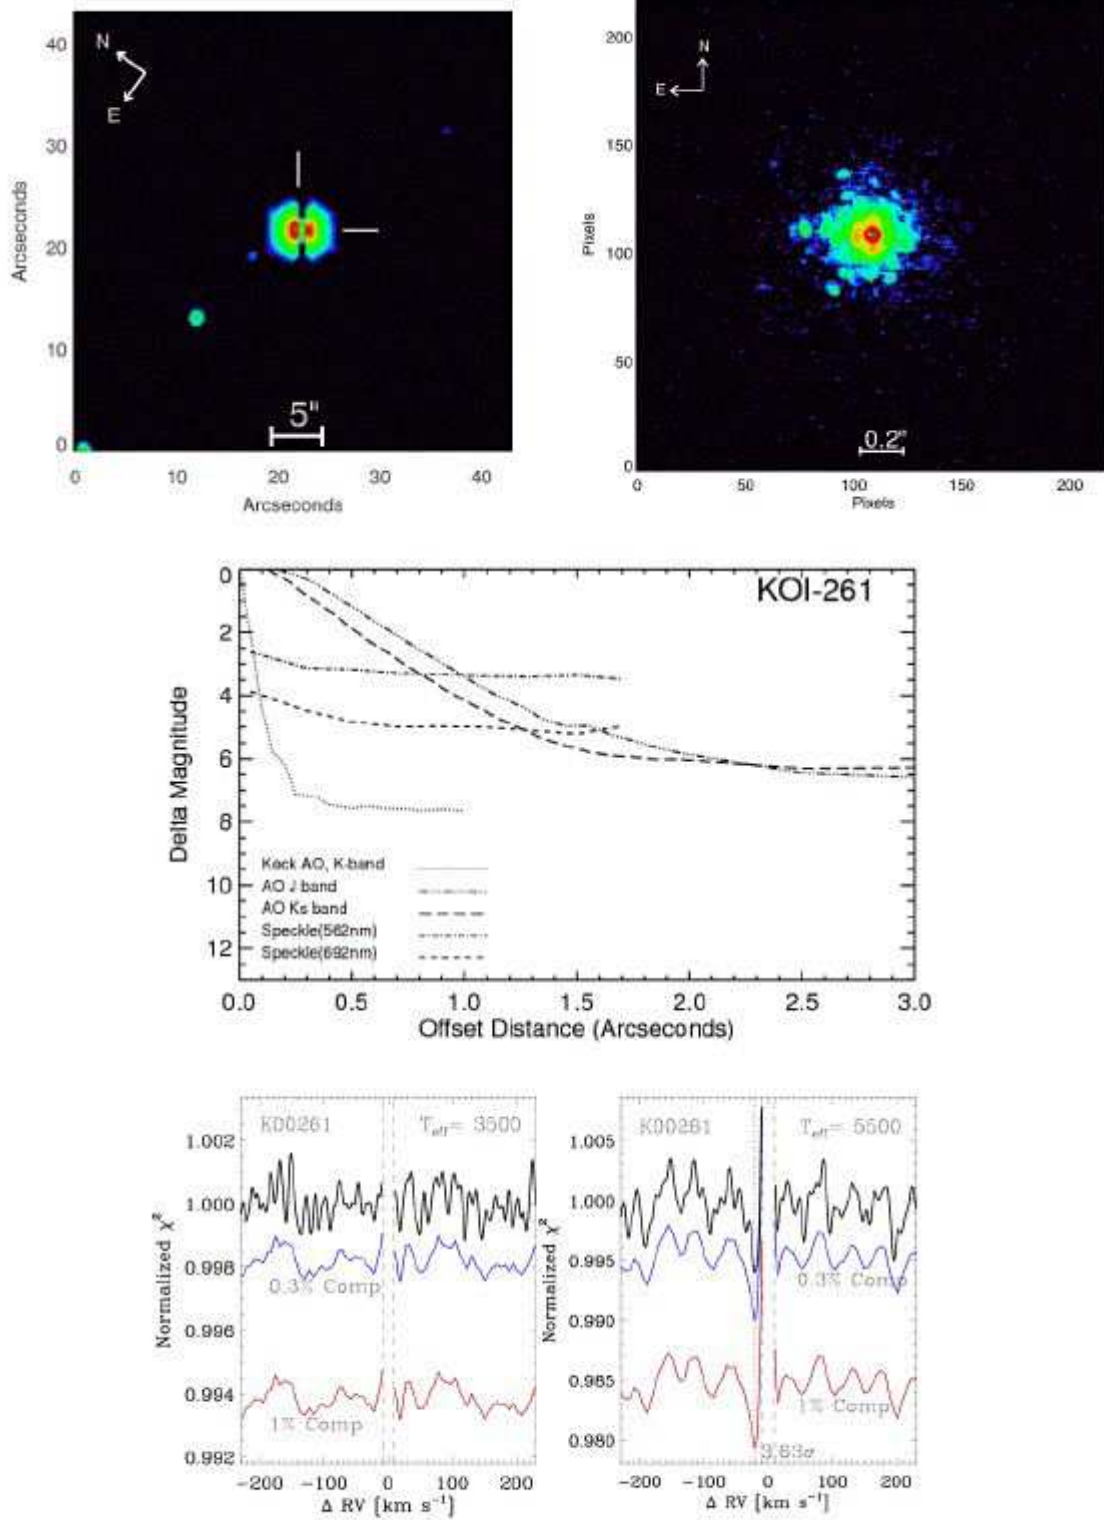 40
30
20
10
0
Arcseconds
N
E
5"
0
10
20
30
40
Arcseconds
200
150
100
50
0
Pixels
N
E
0.2"
0
50
100
150
200
Pixels
KOI-261
0
2
4
6
8
10
12
Delta Magnitude
Keck AO, K-band
AO J band
AO Ks band
Speckle(562nm)
Speckle(692nm)
0.0
0.5
1.0
1.5
2.0
2.5
3.0
Offset Distance (Arcseconds)
K00261
Teff= 3500
1.002
1.000
0.998
0.996
0.994
0.992
Normalized χ²
0.3% Comp
1% Comp
−200
−100
0
100
200
Δ RV [km s⁻¹]
K00261
Teff= 5500
1.005
1.000
0.995
0.990
0.985
0.980
Normalized χ²
0.3% Comp
1% Comp
3.63σ
−200
−100
0
100
200
Δ RV [km s⁻¹]